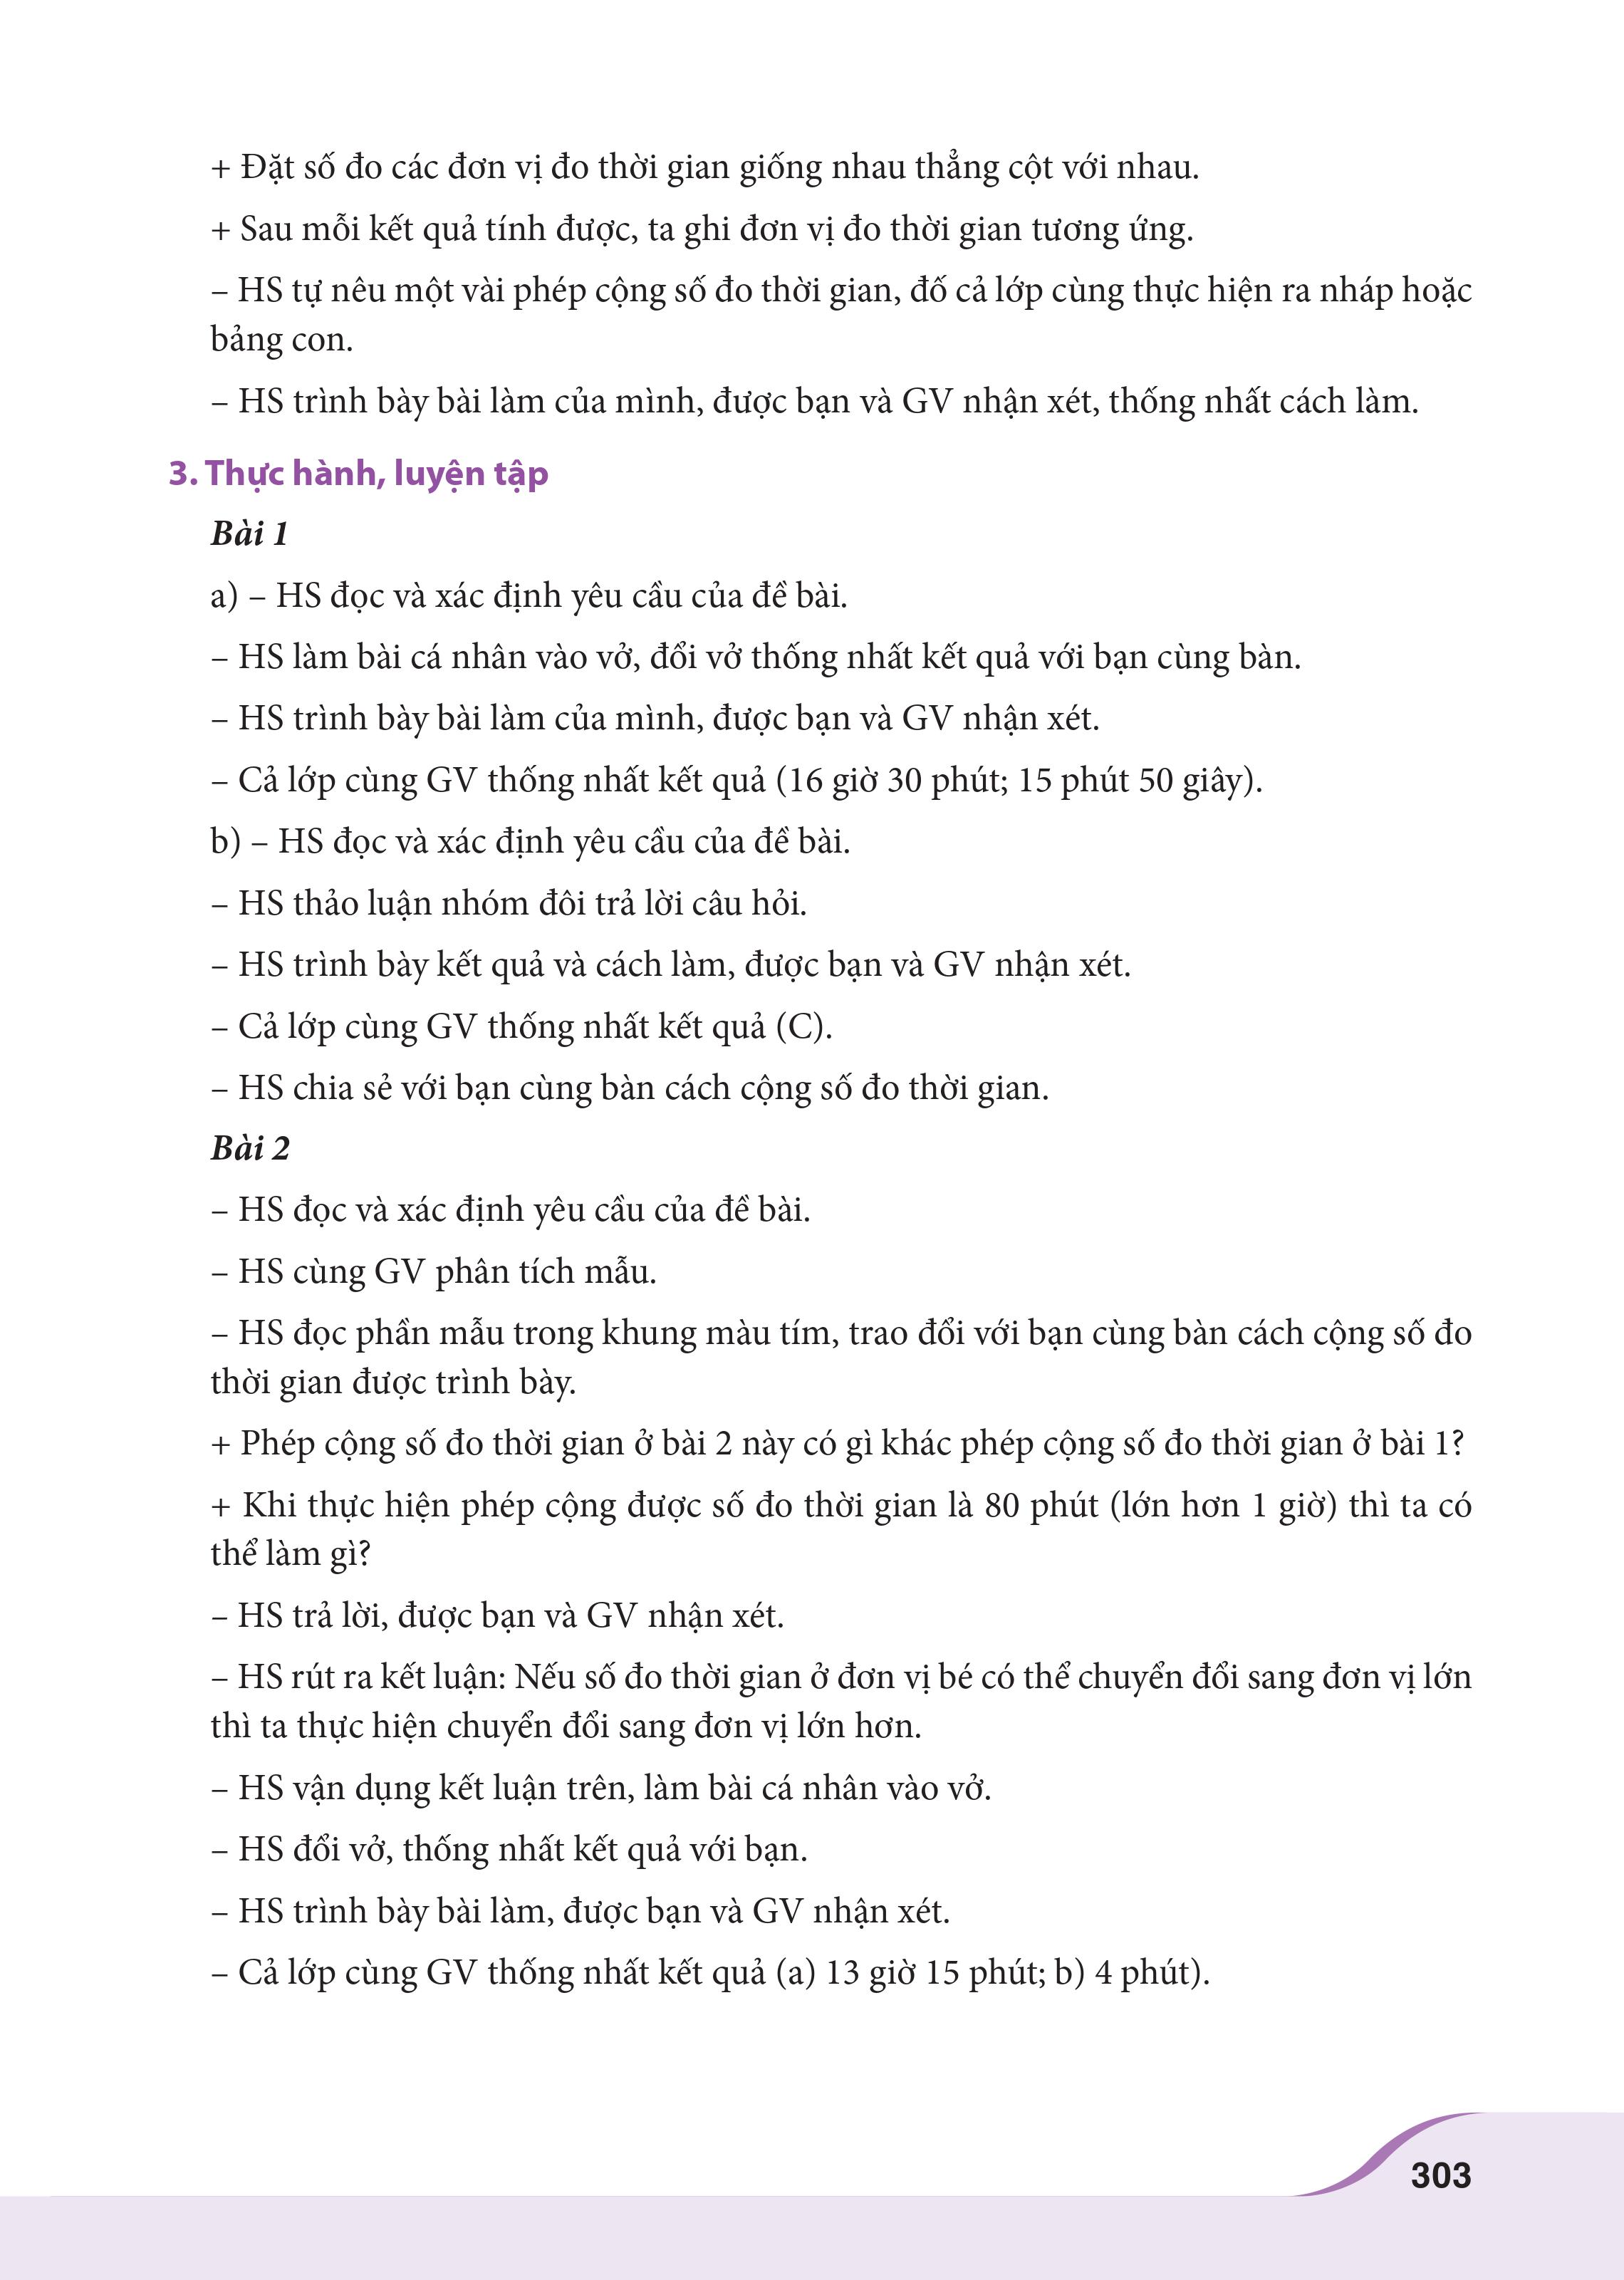 + Đặt số đo các đơn vị đo thời gian giống nhau thẳng cột với nhau.
+ Sau mỗi kết quả tính được, ta ghi đơn vị đo thời gian tương ứng.
– HS tự nêu một vài phép cộng số đo thời gian, đố cả lớp cùng thực hiện ra nháp hoặc
bảng con.
– HS trình bày bài làm của mình, được bạn và GV nhận xét, thống nhất cách làm.
3. Thực hành, luyện tập
Bài 1
a) – HS đọc và xác định yêu cầu của đề bài.
– HS làm bài cá nhân vào vở, đổi vở thống nhất kết quả với bạn cùng bàn.
– HS trình bày bài làm của mình, được bạn và GV nhận xét.
– Cả lớp cùng GV thống nhất kết quả (16 giờ 30 phút; 15 phút 50 giây).
b) – HS đọc và xác định yêu cầu của đề bài.
– HS thảo luận nhóm đôi trả lời câu hỏi.
– HS trình bày kết quả và cách làm, được bạn và GV nhận xét.
– Cả lớp cùng GV thống nhất kết quả (C).
– HS chia sẻ với bạn cùng bàn cách cộng số đo thời gian.
Bài 2
– HS đọc và xác định yêu cầu của đề bài.
– HS cùng GV phân tích mẫu.
– HS đọc phần mẫu trong khung màu tím, trao đổi với bạn cùng bàn cách cộng số đo
thời gian được trình bày.
+ Phép cộng số đo thời gian ở bài 2 này có gì khác phép cộng số đo thời gian ở bài 1?
+ Khi thực hiện phép cộng được số đo thời gian là 80 phút (lớn hơn 1 giờ) thì ta có
thể làm gì?
– HS trả lời, được bạn và GV nhận xét.
– HS rút ra kết luận: Nếu số đo thời gian ở đơn vị bé có thể chuyển đổi sang đơn vị lớn
thì ta thực hiện chuyển đổi sang đơn vị lớn hơn.
– HS vận dụng kết luận trên, làm bài cá nhân vào vở.
– HS đổi vở, thống nhất kết quả với bạn.
– HS trình bày bài làm, được bạn và GV nhận xét.
– Cả lớp cùng GV thống nhất kết quả (a) 13 giờ 15 phút; b) 4 phút).
303